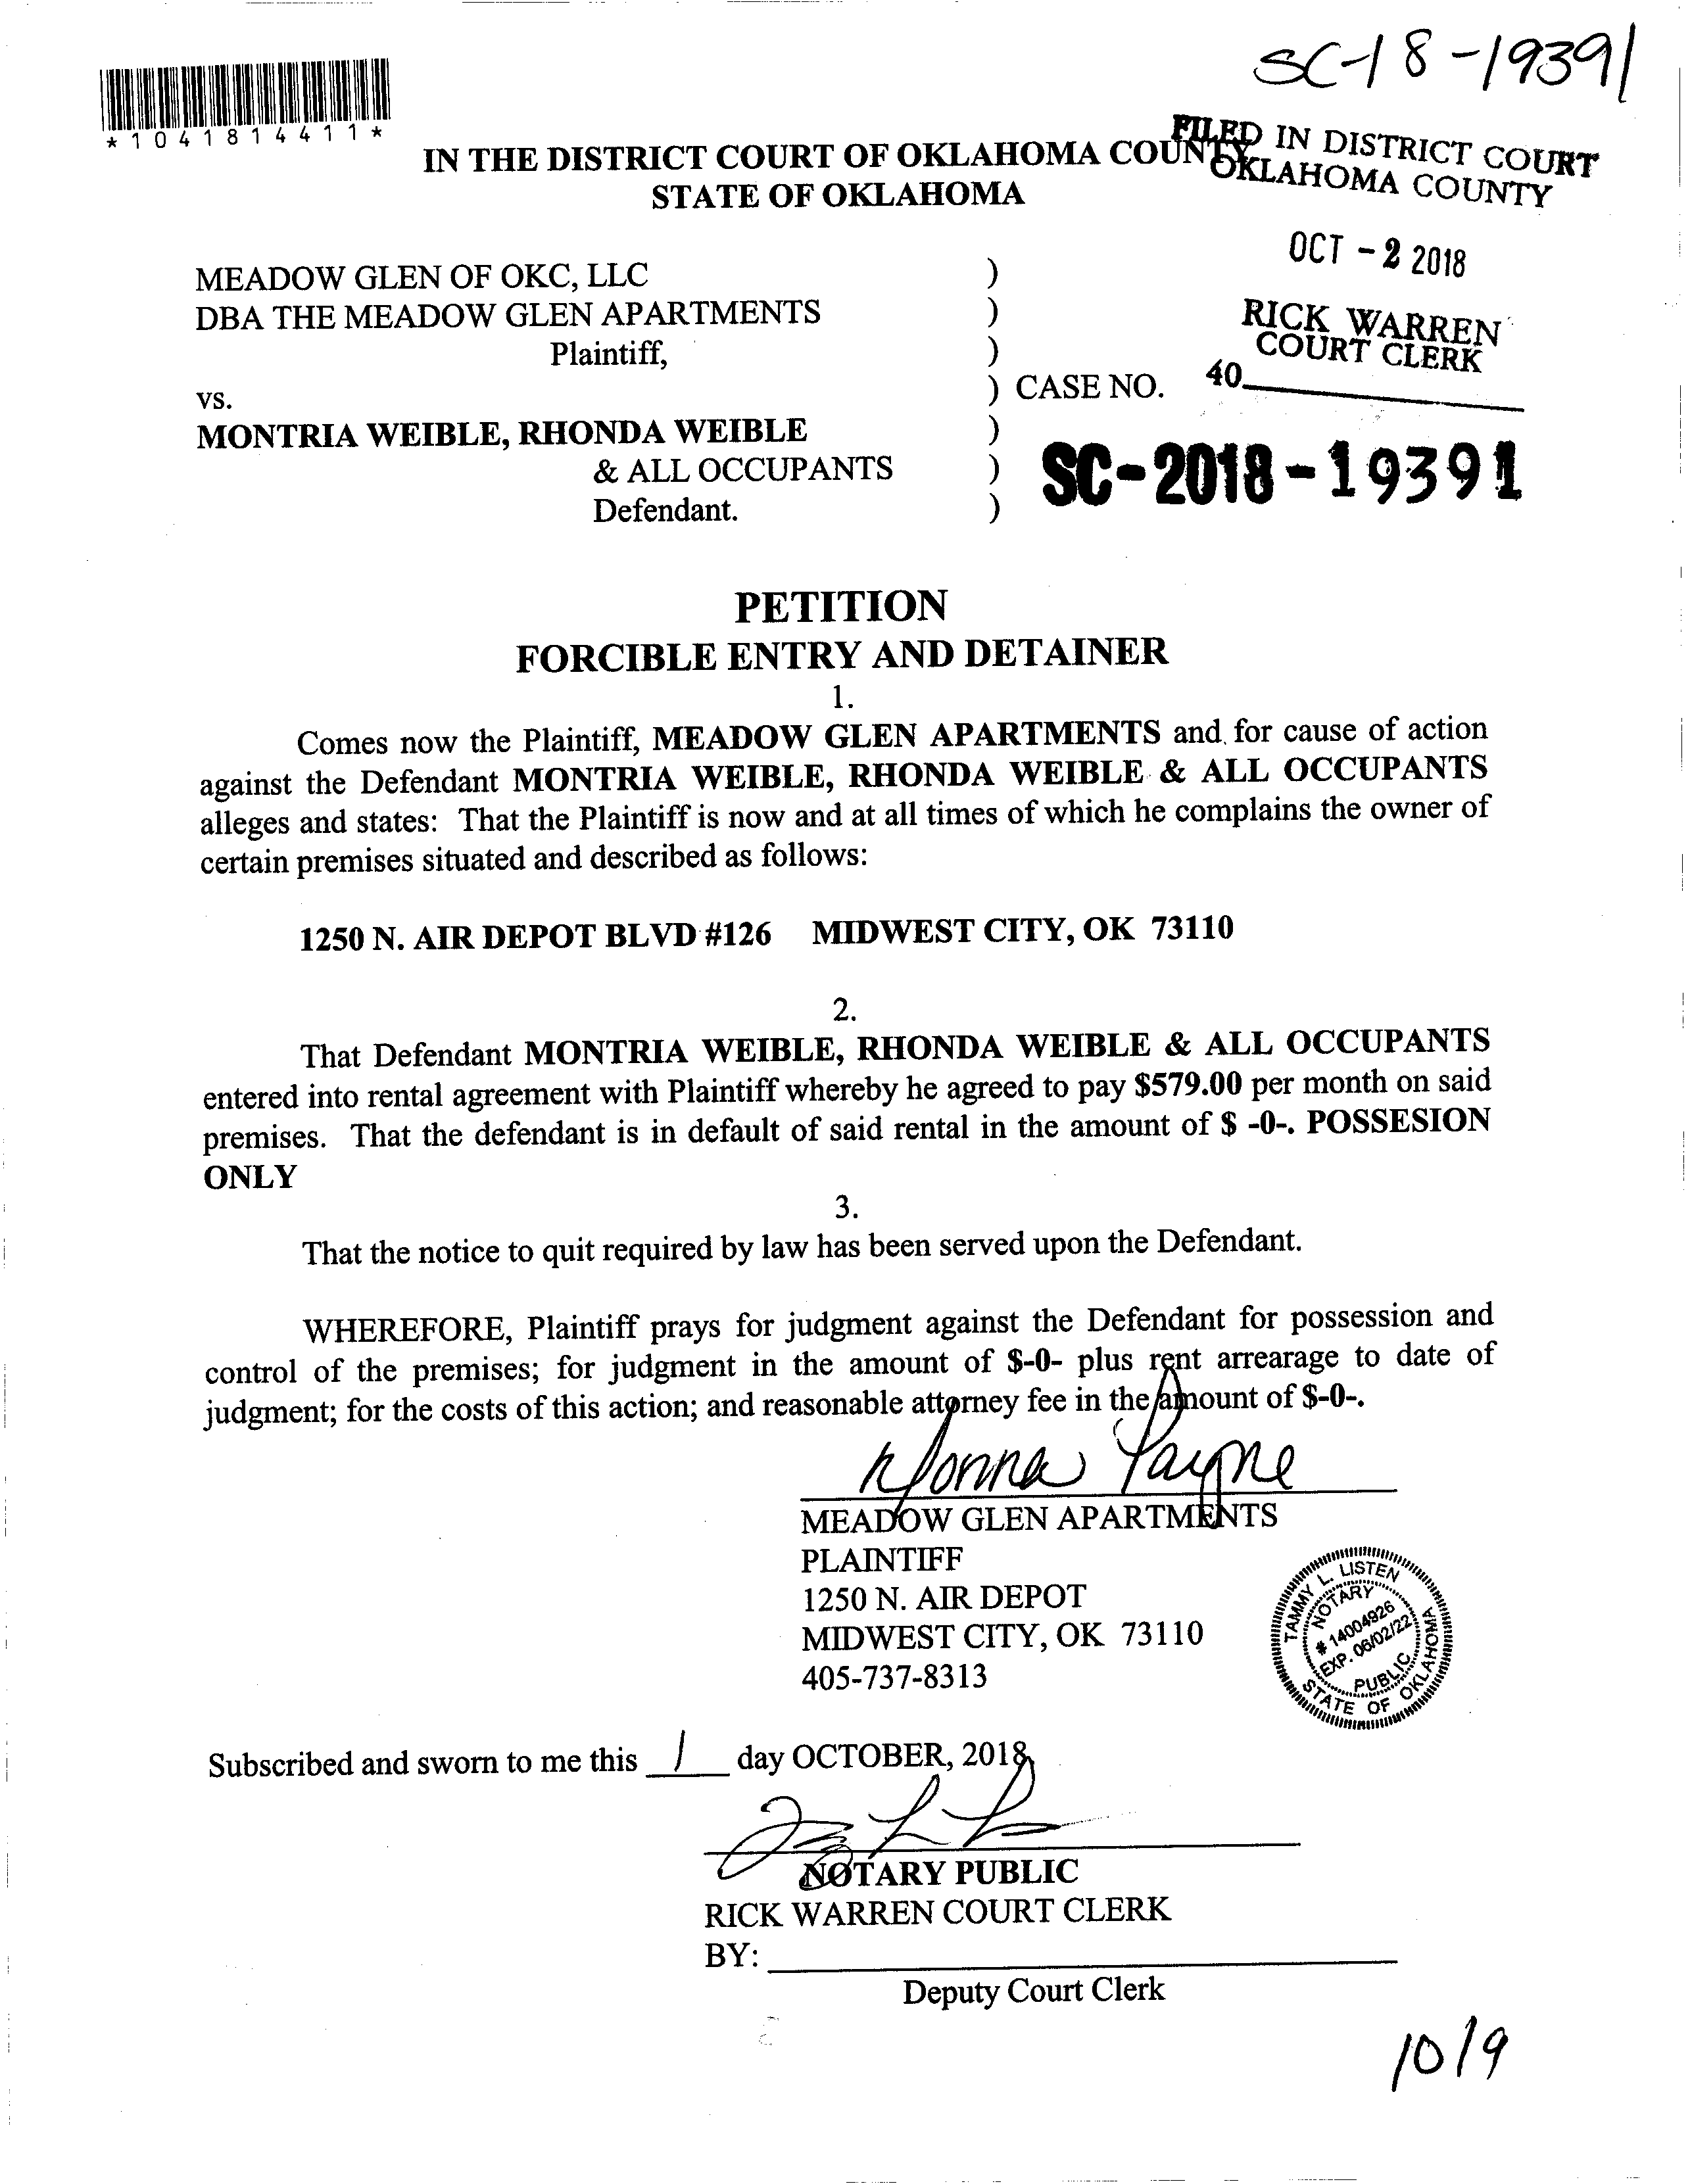 SC-18-19391
*1041814411*
FILED IN DISTRICT COURT
OKLAHOMA COUNTY
IN THE DISTRICT COURT OF OKLAHOMA COUNTY
STATE OF OKLAHOMA
OCT - 2 2018
MEADOW GLEN OF OKC, LLC )
DBA THE MEADOW GLEN APARTMENTS )
RICK WARREN
COURT CLERK
Plaintiff, )
40
vs. ) CASE NO.
MONTRIA WEIBLE, RHONDA WEIBLE )
& ALL OCCUPANTS ) SC-2018-19391
Defendant. )
PETITION
FORCIBLE ENTRY AND DETAINER
1.
Comes now the Plaintiff, MEADOW GLEN APARTMENTS and for cause of action
against the Defendant MONTRIA WEIBLE, RHONDA WEIBLE & ALL OCCUPANTS
alleges and states: That the Plaintiff is now and at all times of which he complains the owner of
certain premises situated and described as follows:
1250 N. AIR DEPOT BLVD #126 MIDWEST CITY, OK 73110
2.
That Defendant MONTRIA WEIBLE, RHONDA WEIBLE & ALL OCCUPANTS
entered into rental agreement with Plaintiff whereby he agreed to pay $579.00 per month on said
premises. That the defendant is in default of said rental in the amount of $ -0-. POSSESION
ONLY
3.
That the notice to quit required by law has been served upon the Defendant.
WHEREFORE, Plaintiff prays for judgment against the Defendant for possession and
control of the premises; for judgment in the amount of $-0- plus rent arrearage to date of
judgment; for the costs of this action; and reasonable attorney fee in the amount of $-0-.
Donna Payne
MEADOW GLEN APARTMENTS
PLAINTIFF
1250 N. AIR DEPOT
MIDWEST CITY, OK 73110
405-737-8313
TAMMY L. LISTEN
NOTARY
# 14004926
EXP. 06/02/22
PUBLIC
STATE OF OKLAHOMA
Subscribed and sworn to me this 1 day OCTOBER, 2018
NOTARY PUBLIC
RICK WARREN COURT CLERK
BY:
Deputy Court Clerk
10/9